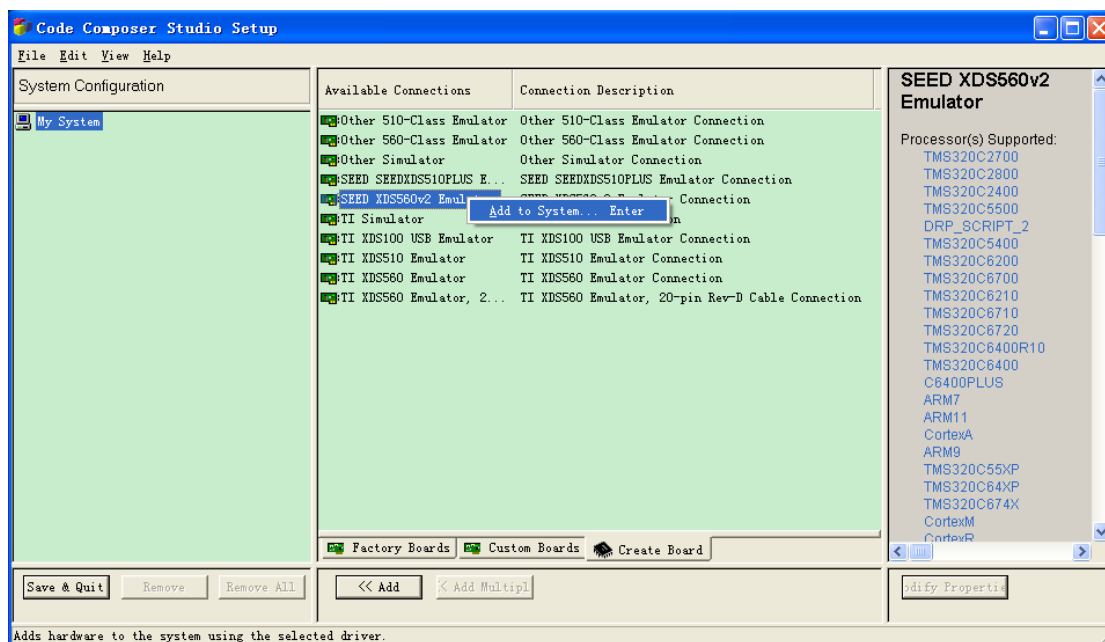 Code Composer Studio Setup
File Edit View Help
System Configuration
My System
Available Connections Connection Description
Other 510-Class Emulator Other 510-Class Emulator Connection
Other 560-Class Emulator Other 560-Class Emulator Connection
Other Simulator Other Simulator Connection
SEED SEEDXDS510PLUS E... SEED SEEDXDS510PLUS Emulator Connection
SEED XDS560v2 Emul Connection
Add to System... Enter
TI Simulator
TI XDS100 USB Emulator TI XDS100 USB Emulator Connection
TI XDS510 Emulator TI XDS510 Emulator Connection
TI XDS560 Emulator TI XDS560 Emulator Connection
TI XDS560 Emulator, 2... TI XDS560 Emulator, 20-pin Rev-D Cable Connection
Factory Boards Custom Boards Create Board
SEED XDS560v2
Emulator
Processor(s) Supported:
TMS320C2700
TMS320C2800
TMS320C2400
TMS320C5500
DRP_SCRIPT_2
TMS320C5400
TMS320C6200
TMS320C6700
TMS320C6210
TMS320C6710
TMS320C6720
TMS320C6400R10
TMS320C6400
C6400PLUS
ARM7
ARM11
CortexA
ARM9
TMS320C55XP
TMS320C64XP
TMS320C674X
CortexM
CortexR
Save & Quit Remove Remove All << Add < Add Multipl odify Propertie
Adds hardware to the system using the selected driver.